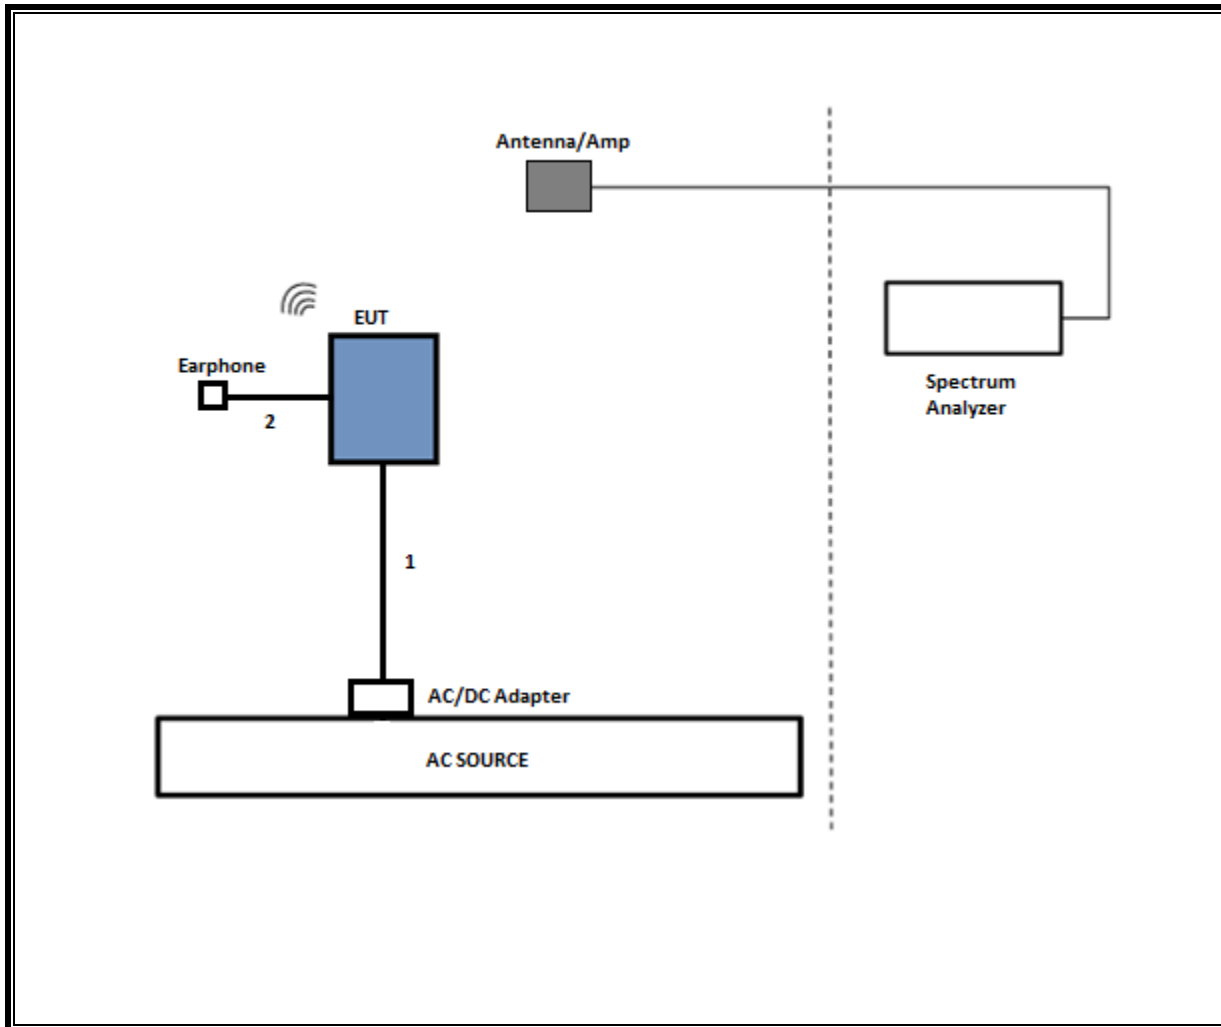 Antenna/Amp
EUT
Earphone
2
Spectrum
Analyzer
1
AC/DC Adapter
AC SOURCE